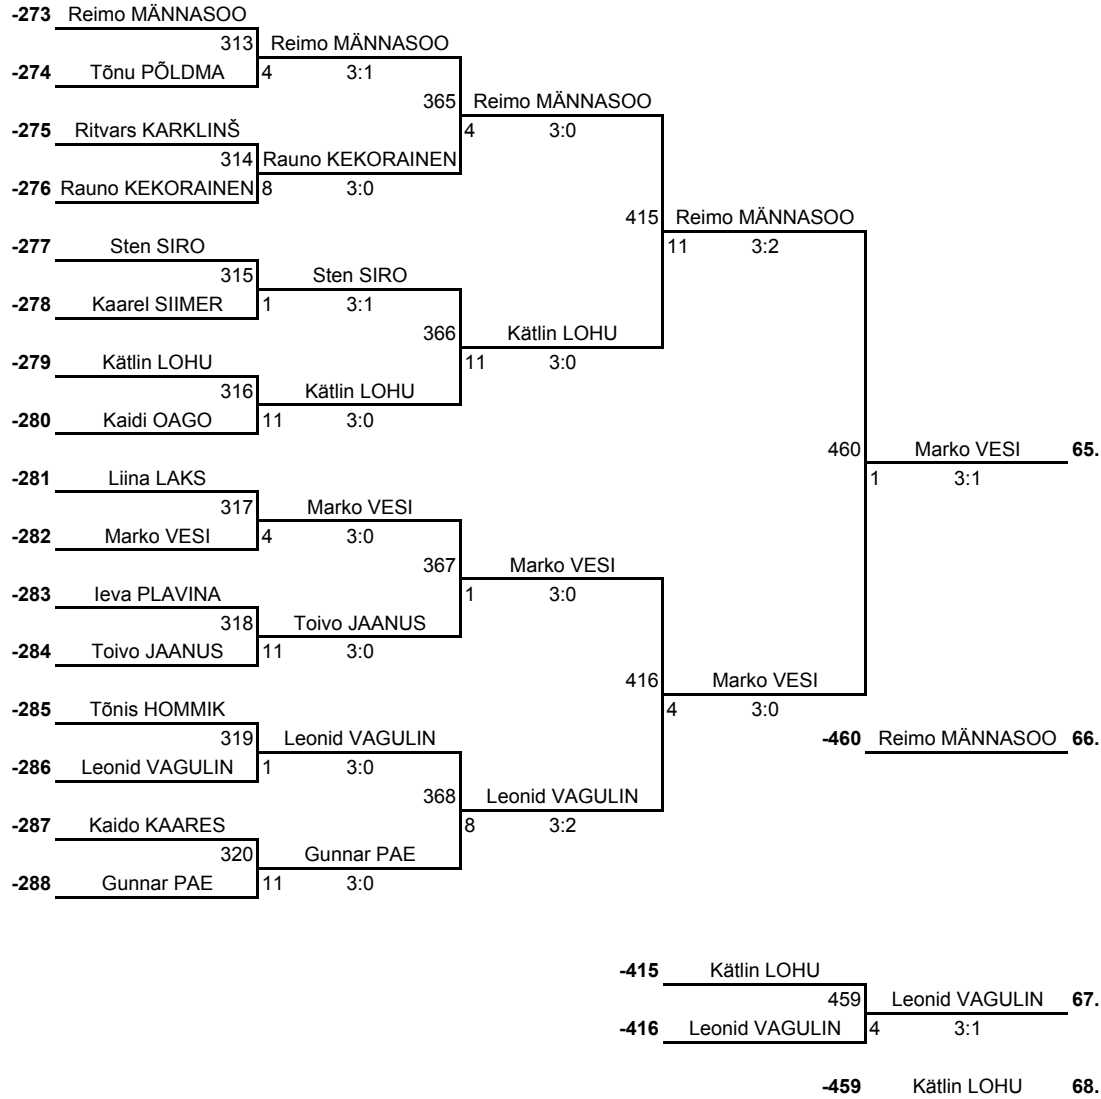 -273 Reimo MÄNNASOO
313 Reimo MÄNNASOO
-274 Tõnu PÕLDMA 4 3:1
365 Reimo MÄNNASOO
-275 Ritvars KARKLINŠ 4 3:0
314 Rauno KEKORAINEN
-276 Rauno KEKORAINEN 8 3:0
415 Reimo MÄNNASOO
-277 Sten SIRO 11 3:2
315 Sten SIRO
-278 Kaarel SIIMER 1 3:1
366 Kätlin LOHU
-279 Kätlin LOHU 11 3:0
316 Kätlin LOHU
-280 Kaidi OAGO 11 3:0
460 Marko VESI 65.
-281 Liina LAKS 1 3:1
317 Marko VESI
-282 Marko VESI 4 3:0
367 Marko VESI
-283 Ieva PLAVINA 1 3:0
318 Toivo JAANUS
-284 Toivo JAANUS 11 3:0
416 Marko VESI
-285 Tõnis HOMMIK 4 3:0
319 Leonid VAGULIN -460 Reimo MÄNNASOO 66.
-286 Leonid VAGULIN 1 3:0
368 Leonid VAGULIN
-287 Kaido KAARES 8 3:2
320 Gunnar PAE
-288 Gunnar PAE 11 3:0
-415 Kätlin LOHU
459 Leonid VAGULIN 67.
-416 Leonid VAGULIN 4 3:1
-459 Kätlin LOHU 68.